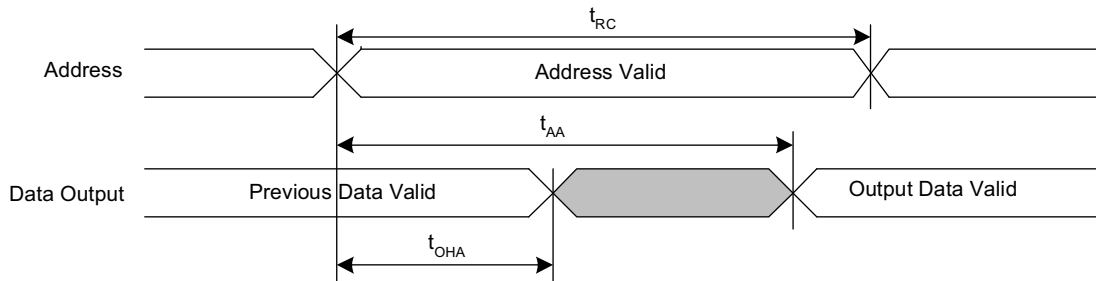 tRC
Address
Address Valid
tAA
Data Output
Previous Data Valid
Output Data Valid
tOHA